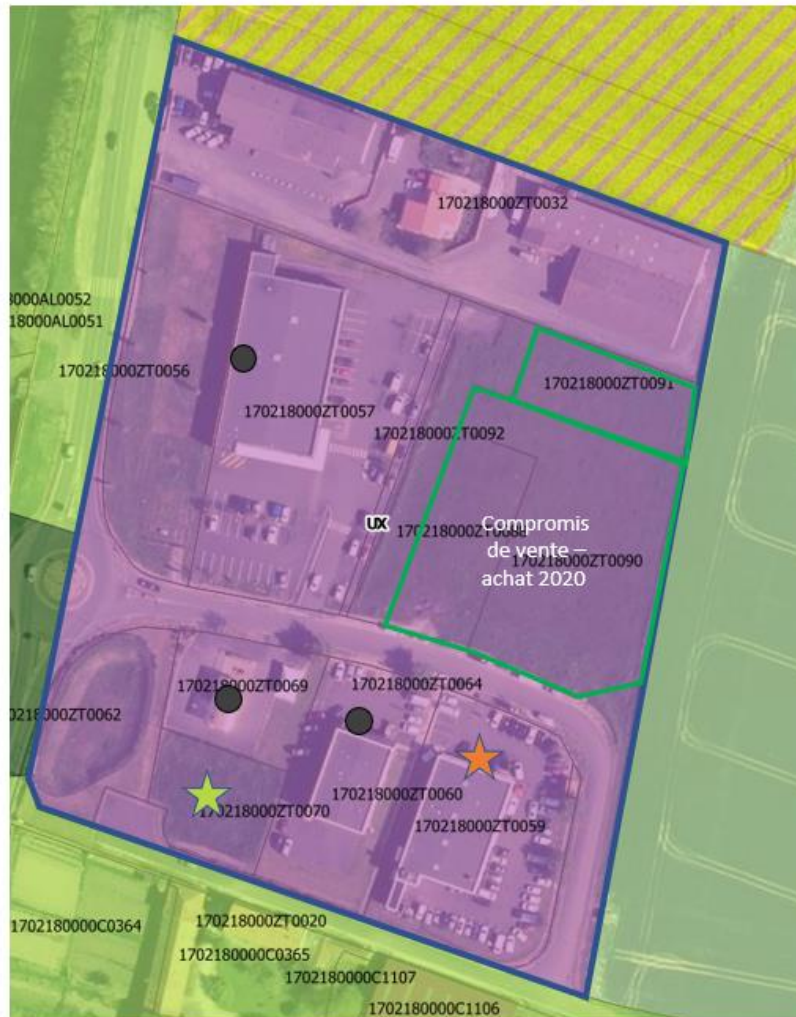 170218000ZT0032
8000AL0052
18000AL0051
170218000ZT0056
170218000ZT0091
170218000ZT0057
170218000ZT0092
UX
170218000ZT0088
Compromis
de vente –
achat 2020
170218000ZT0090
170218000ZT0069
170218000ZT0064
0218000ZT0062
170218000ZT0060
170218000ZT0070
170218000ZT0059
1702180000C0364
170218000ZT0020
1702180000C0365
1702180000C1107
1702180000C1106